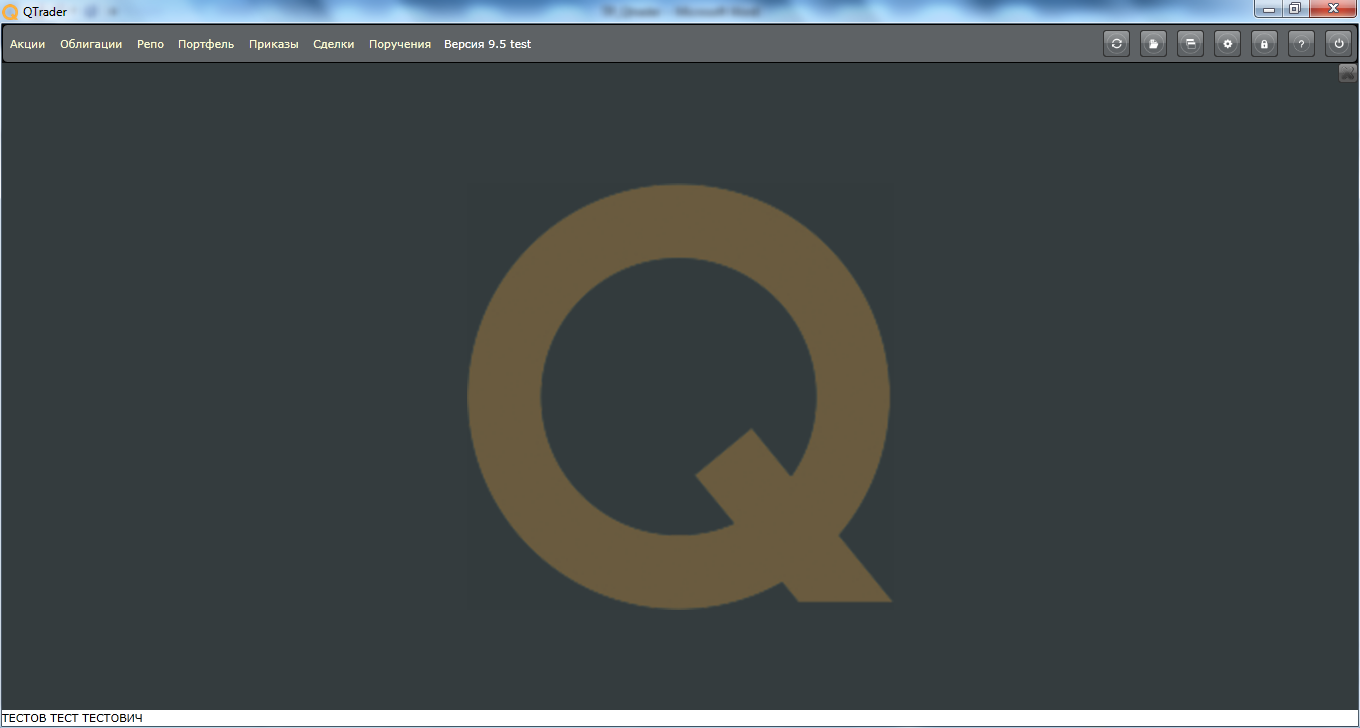 QTrader
Акции Облигации Репо Портфель Приказы Сделки Поручения Версия 9.5 test ?
Q
ТЕСТОВ ТЕСТ ТЕСТОВИЧ